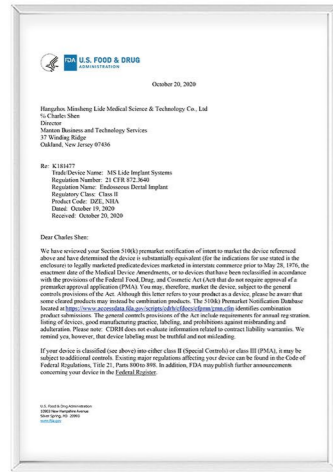 FDA U.S. FOOD & DRUG
ADMINISTRATION
October 20, 2020
Hangzhou Minsheng Lide Medical Science & Technology Co., Ltd
% Charles Shen
Director
Manton Business and Technology Services
37 Winding Ridge
Oakland, New Jersey 07436
Re: K181477
Trade/Device Name: MS Lide Implant Systems
Regulation Number: 21 CFR 872.3640
Regulation Name: Endosseous Dental Implant
Regulatory Class: Class II
Product Code: DZE, NHA
Dated: October 19, 2020
Received: October 20, 2020
Dear Charles Shen:
We have reviewed your Section 510(k) premarket notification of intent to market the device referenced
above and have determined the device is substantially equivalent (for the indications for use stated in the
enclosure) to legally marketed predicate devices marketed in interstate commerce prior to May 28, 1976, the
enactment date of the Medical Device Amendments, or to devices that have been reclassified in accordance
with the provisions of the Federal Food, Drug, and Cosmetic Act (Act) that do not require approval of a
premarket approval application (PMA). You may, therefore, market the device, subject to the general
controls provisions of the Act. Although this letter refers to your product as a device, please be aware that
some cleared products may instead be combination products. The 510(k) Premarket Notification Database
located at https://www.accessdata.fda.gov/scripts/cdrh/cfdocs/cfpmn/pmn.cfm identifies combination
product submissions. The general controls provisions of the Act include requirements for annual registration,
listing of devices, good manufacturing practice, labeling, and prohibitions against misbranding and
adulteration. Please note: CDRH does not evaluate information related to contract liability warranties. We
remind you, however, that device labeling must be truthful and not misleading.
If your device is classified (see above) into either class II (Special Controls) or class III (PMA), it may be
subject to additional controls. Existing major regulations affecting your device can be found in the Code of
Federal Regulations, Title 21, Parts 800 to 898. In addition, FDA may publish further announcements
concerning your device in the Federal Register.
U.S. Food & Drug Administration
10903 New Hampshire Avenue
Silver Spring, MD 20993
www.fda.gov